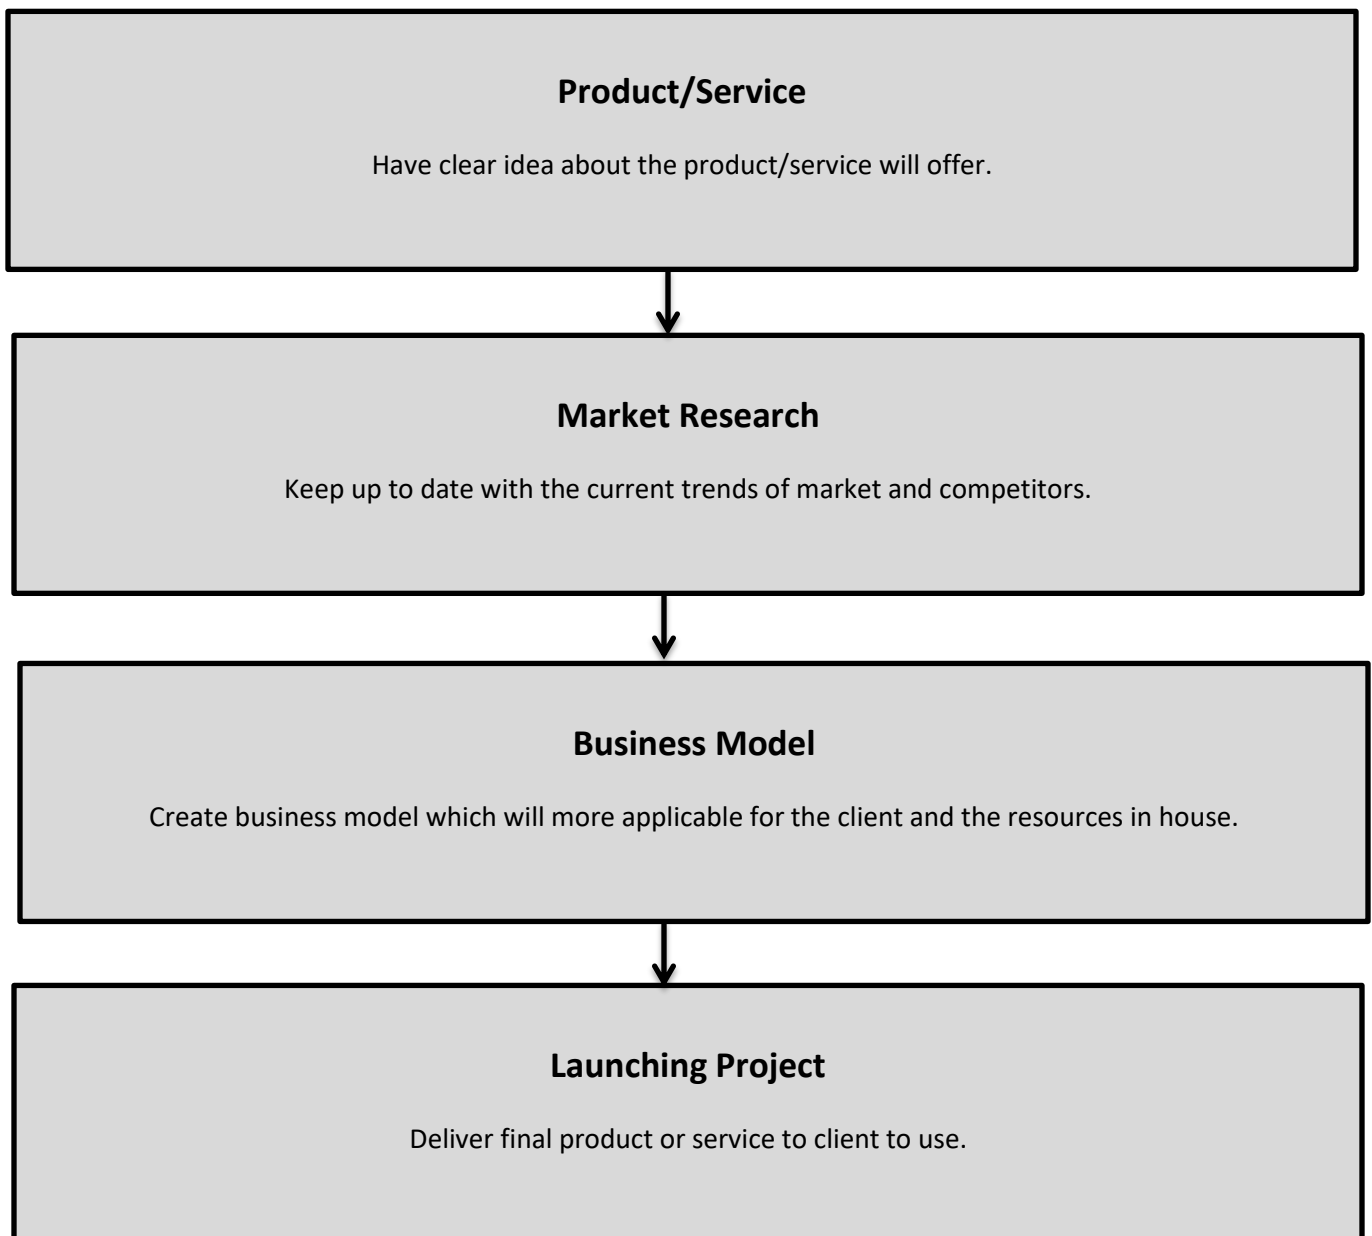 Product/Service
Have clear idea about the product/service will offer.
Market Research
Keep up to date with the current trends of market and competitors.
Business Model
Create business model which will more applicable for the client and the resources in house.
Launching Project
Deliver final product or service to client to use.